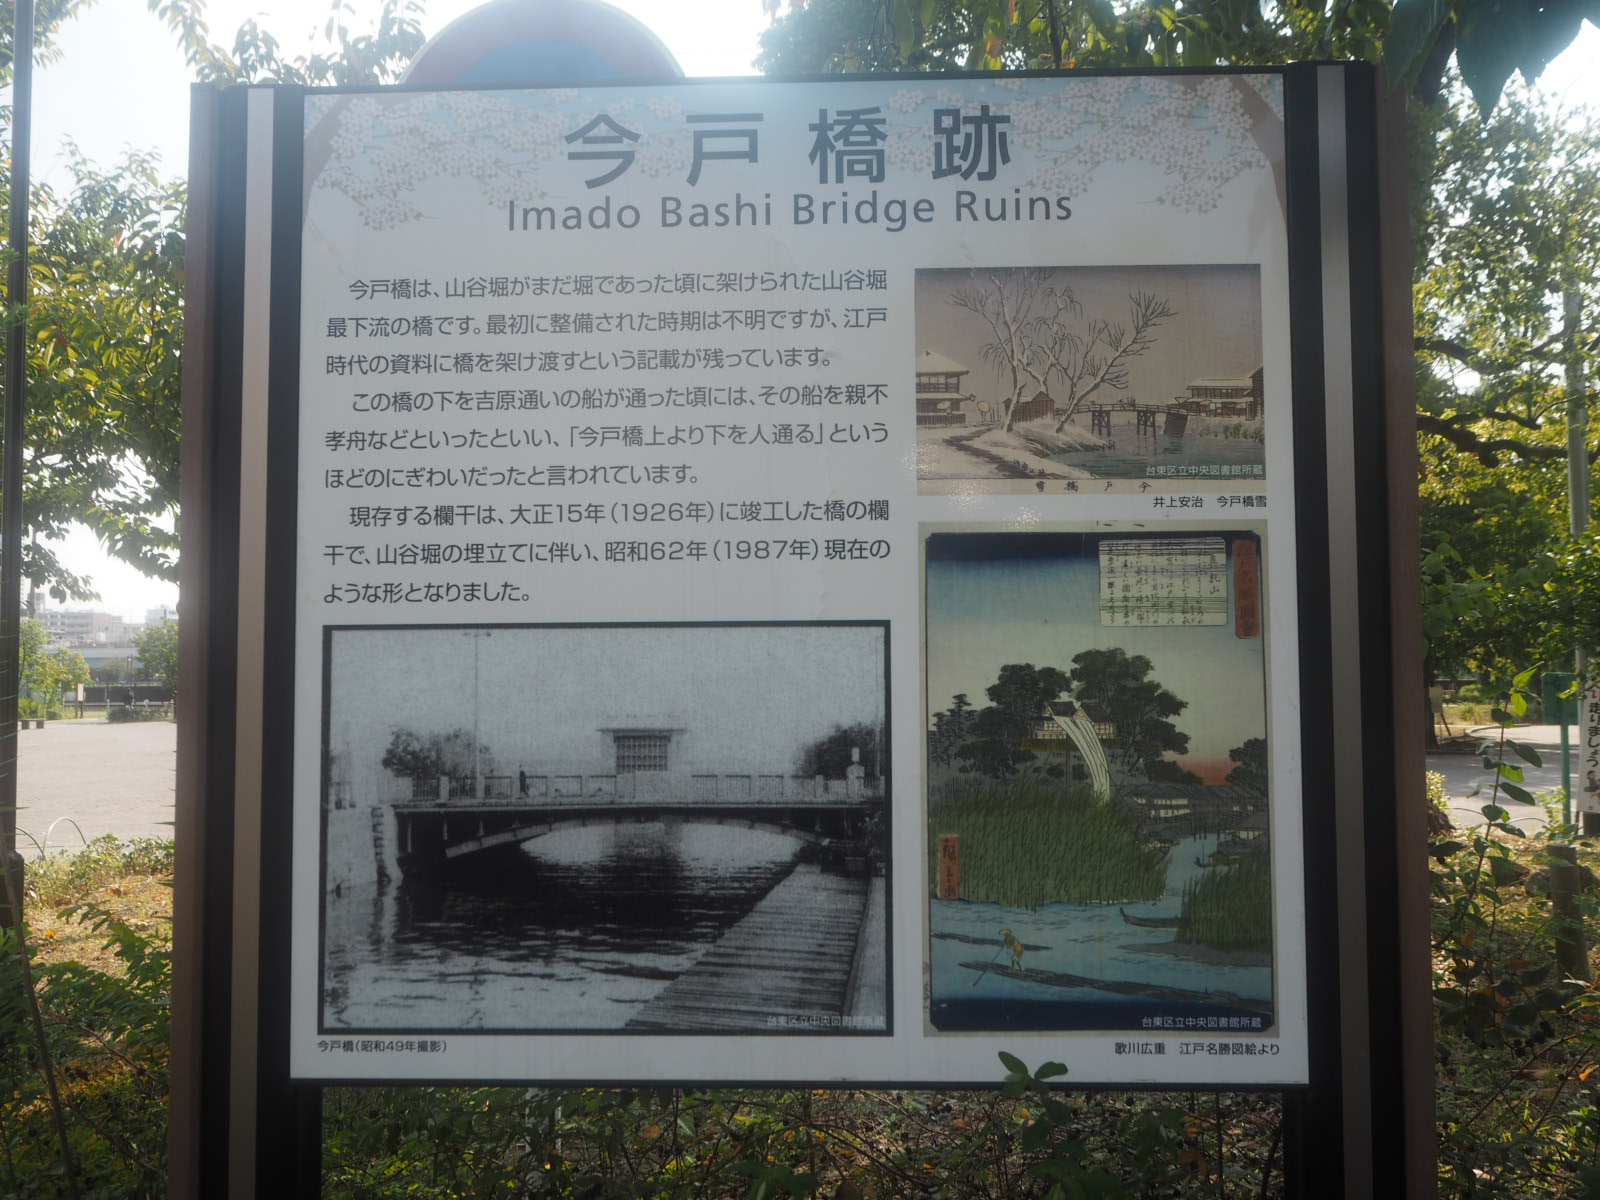 今戸橋跡
Imado Bashi Bridge Ruins
今戸橋は、山谷堀がまだ堀であった頃に架けられた山谷堀
最下流の橋です。最初に整備された時期は不明ですが、江戸
時代の資料に橋を架け渡すという記載が残っています。
この橋の下を吉原通いの船が通った頃には、その船を親不
孝舟などといったといい、「今戸橋上より下を人通る」という
ほどのにぎわいだったと言われています。
現存する欄干は、大正15年(1926年)に竣工した橋の欄
干で、山谷堀の埋立てに伴い、昭和62年(1987年)現在の
ような形となりました。
台東区立中央図書館所蔵
今戸橋(昭和49年撮影)
台東区立中央図書館所蔵
雪橋戸今
井上安治　今戸橋雪
真乳山
台東区立中央図書館所蔵
歌川広重　江戸名勝図絵より
走りましょう